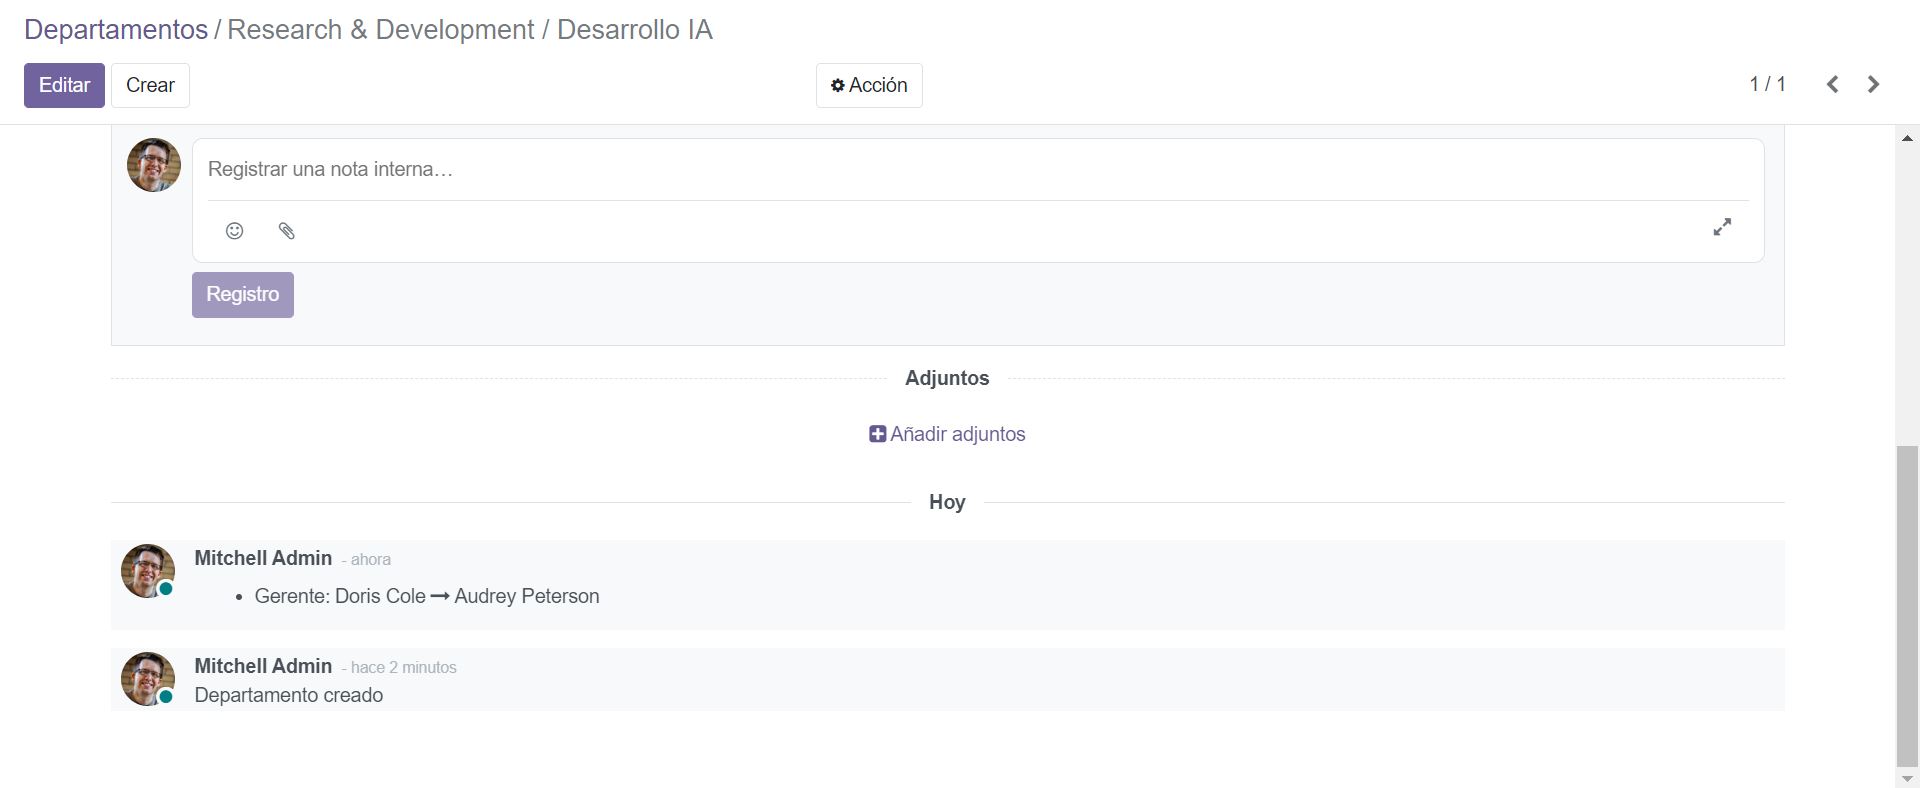 Departamentos / Research & Development / Desarrollo IA
Editar Crear Acción 1 / 1
Registrar una nota interna...
Registro
Adjuntos
Añadir adjuntos
Hoy
Mitchell Admin - ahora
• Gerente: Doris Cole → Audrey Peterson
Mitchell Admin - hace 2 minutos
Departamento creado